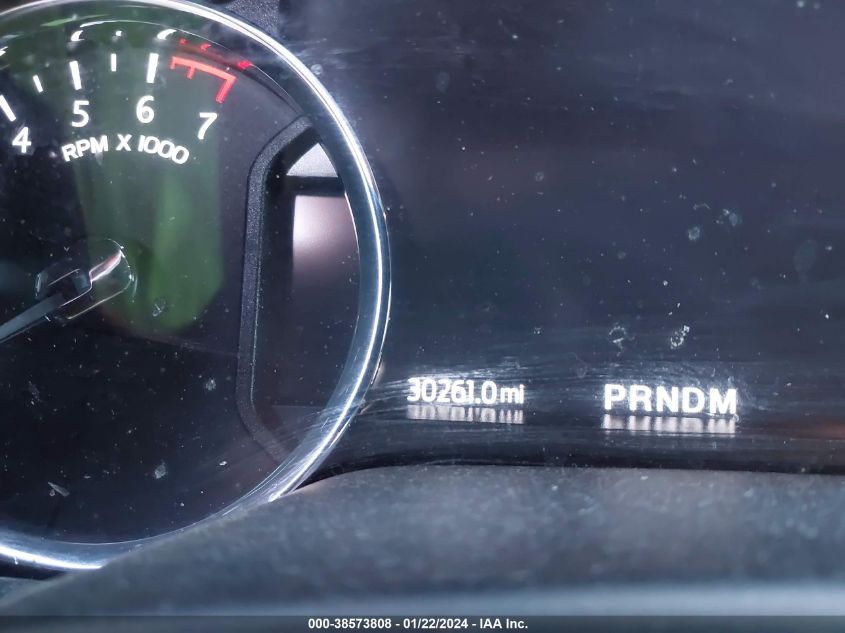 4 5 6 7
RPM X 1000
30261.0 mi
PRNDM
000-38573808 - 01/22/2024 - IAA Inc.